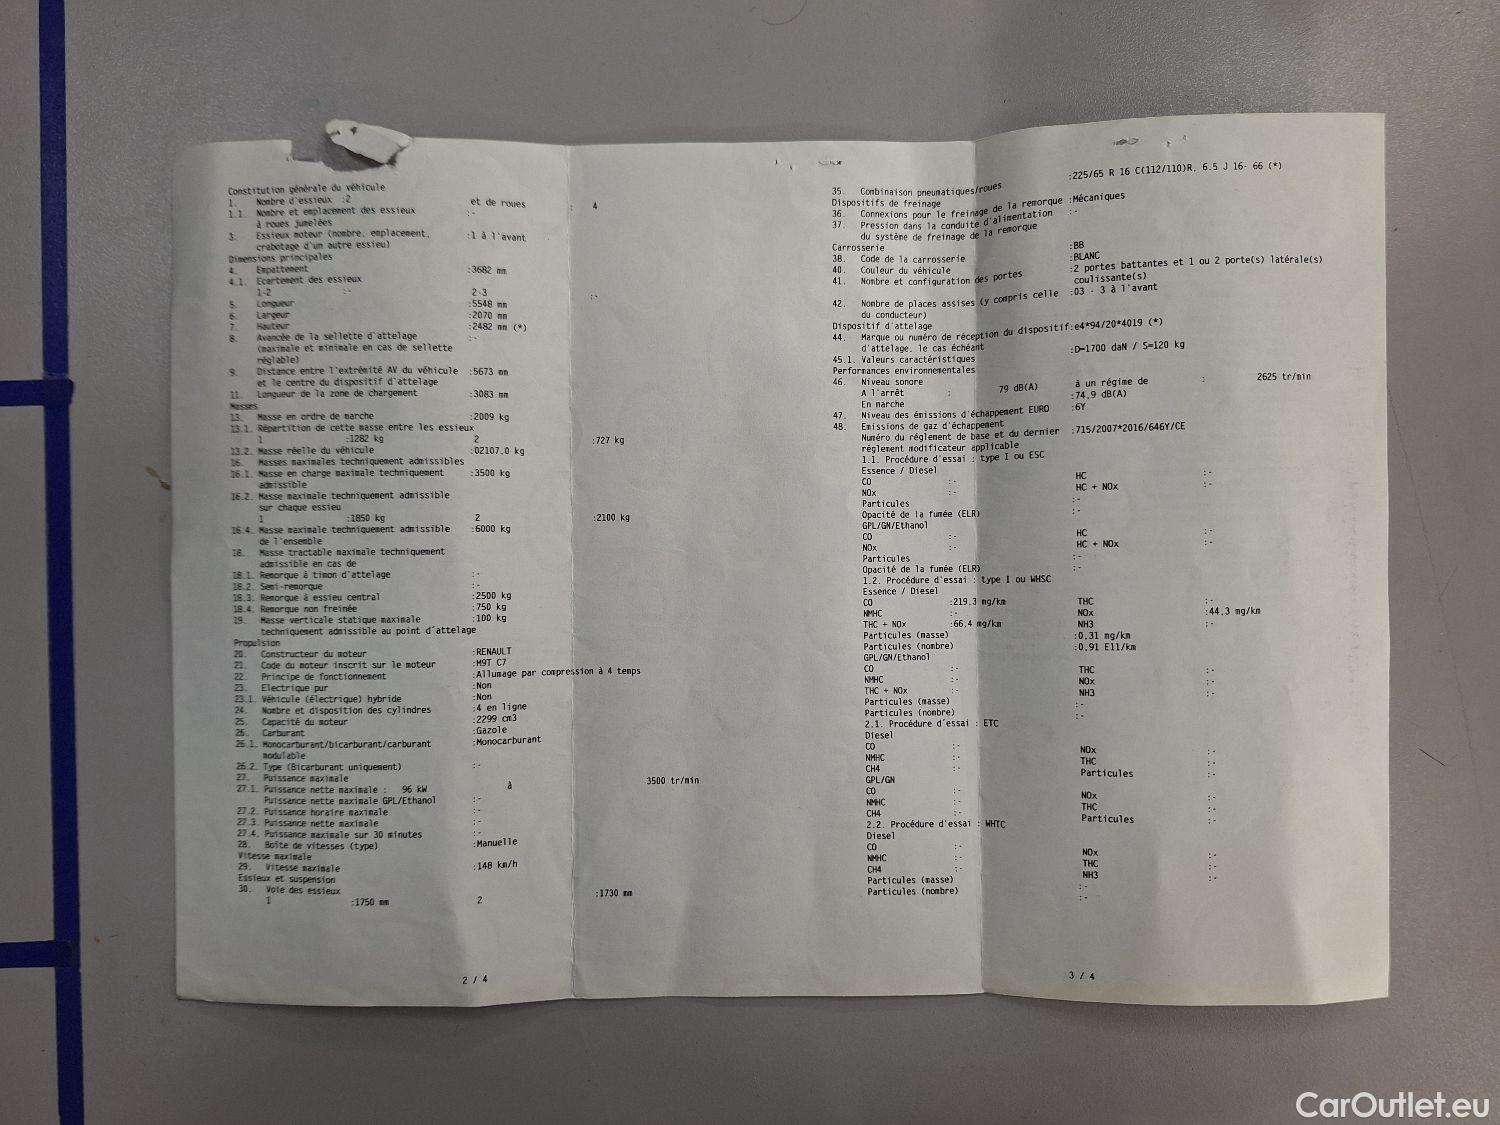 Constitution générale du véhicule
1. Nombre d'essieux :2 et de roues : 4
1.1. Nombre et emplacement des essieux :-
à roues jumelées
3. Essieux moteur (nombre, emplacement, :1 à l'avant
crabotage d'un autre essieu)
Dimensions principales
4. Empattement :3682 mm
4.1. Ecartement des essieux
1-2 :- 2-3 :-
5. Longueur :5548 mm
6. Largeur :2070 mm
7. Hauteur :2482 mm (*)
8. Avancée de la sellette d'attelage :-
(maximale et minimale en cas de sellette
réglable)
9. Distance entre l'extrêmité AV du véhicule :5673 mm
et le centre du dispositif d'attelage
11. Longueur de la zone de chargement :3083 mm
Masses
13. Masse en ordre de marche :2009 kg
13.1. Répartition de cette masse entre les essieux
1 :1282 kg 2 :727 kg
13.2. Masse réelle du véhicule :02107,0 kg
16. Masses maximales techniquement admissibles
16.1. Masse en charge maximale techniquement :3500 kg
admissible
16.2. Masse maximale techniquement admissible
sur chaque essieu
1 :1850 kg 2 :2100 kg
16.4. Masse maximale techniquement admissible :6000 kg
de l'ensemble
18. Masse tractable maximale techniquement
admissible en cas de
18.1. Remorque à timon d'attelage :-
18.2. Semi-remorque :-
18.3. Remorque à essieu central :2500 kg
18.4. Remorque non freinée :750 kg
19. Masse verticale statique maximale :100 kg
techniquement admissible au point d'attelage
Propulsion
20. Constructeur du moteur :RENAULT
21. Code du moteur inscrit sur le moteur :M9T C7
22. Principe de fonctionnement :Allumage par compression à 4 temps
23. Electrique pur :Non
23.1. Véhicule (électrique) hybride :Non
24. Nombre et disposition des cylindres :4 en ligne
25. Capacité du moteur :2299 cm3
26. Carburant :Gazole
26.1. Monocarburant/bicarburant/carburant :Monocarburant
modulable
26.2. Type (Bicarburant uniquement) :-
27. Puissance maximale
27.1. Puissance nette maximale : 96 kW à 3500 tr/min
Puissance nette maximale GPL/Ethanol :-
27.2. Puissance horaire maximale :-
27.3. Puissance nette maximale :-
27.4. Puissance maximale sur 30 minutes :-
28. Boîte de vitesses (type) :Manuelle
Vitesse maximale
29. Vitesse maximale :148 km/h
Essieux et suspension
30. Voie des essieux
1 :1750 mm 2 :1730 mm
2 / 4
35. Combinaison pneumatiques/roues :225/65 R 16 C(112/110)R, 6.5 J 16- 66 (*)
Dispositifs de freinage
36. Connexions pour le freinage de la remorque :Mécaniques
37. Pression dans la conduite d'alimentation :-
du système de freinage de la remorque
Carrosserie
38. Code de la carrosserie :BB
40. Couleur du véhicule :BLANC
41. Nombre et configuration des portes :2 portes battantes et 1 ou 2 porte(s) latérale(s)
coulissante(s)
42. Nombre de places assises (y compris celle :03 - 3 à l'avant
du conducteur)
Dispositif d'attelage
44. Marque ou numéro de réception du dispositif:e4*94/20*4019 (*)
d'attelage, le cas échéant
45.1. Valeurs caractéristiques :D=1700 daN / S=120 kg
Performances environnementales
46. Niveau sonore
A l'arrêt : 79 dB(A) à un régime de : 2625 tr/min
En marche :74,9 dB(A)
47. Niveau des émissions d'échappement EURO :6Y
48. Emissions de gaz d'échappement
Numéro du réglement de base et du dernier :715/2007*2016/646Y/CE
réglement modificateur applicable
1.1. Procédure d'essai : type I ou ESC
Essence / Diesel
CO :- HC :-
NOx :- HC + NOx :-
Particules :-
Opacité de la fumée (ELR) :-
GPL/GN/Ethanol
CO :- HC :-
NOx :- HC + NOx :-
Particules :-
Opacité de la fumée (ELR) :-
1.2. Procédure d'essai : type I ou WHSC
Essence / Diesel
CO :219,3 mg/km THC :-
NMHC :- NOx :44,3 mg/km
THC + NOx :66,4 mg/km NH3 :-
Particules (masse) :0,31 mg/km
Particules (nombre) :0,91 E11/km
GPL/GN/Ethanol
CO :- THC :-
NMHC :- NOx :-
THC + NOx :- NH3 :-
Particules (masse) :-
Particules (nombre) :-
2.1. Procédure d'essai : ETC
Diesel
CO :- NOx :-
NMHC :- THC :-
CH4 :- Particules :-
GPL/GN
CO :- NOx :-
NMHC :- THC :-
CH4 :- Particules :-
2.2. Procédure d'essai : WHTC
Diesel
CO :- NOx :-
NMHC :- THC :-
CH4 :- NH3 :-
Particules (masse) :-
Particules (nombre) :-
3 / 4
CarOutlet.eu